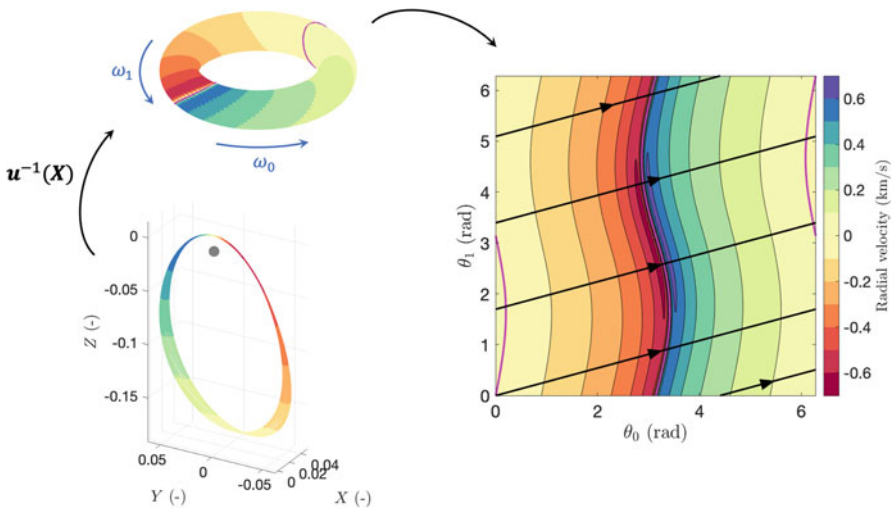 ω₁
ω₀
u⁻¹(X)
0
-0.05
-0.1
-0.15
Z (-)
0.05
0
-0.05
Y (-)
0
0.02
0.04
X (-)
6
5
4
3
2
1
0
θ₁ (rad)
0 2 4 6
θ₀ (rad)
0.6
0.4
0.2
0
-0.2
-0.4
-0.6
Radial velocity (km/s)